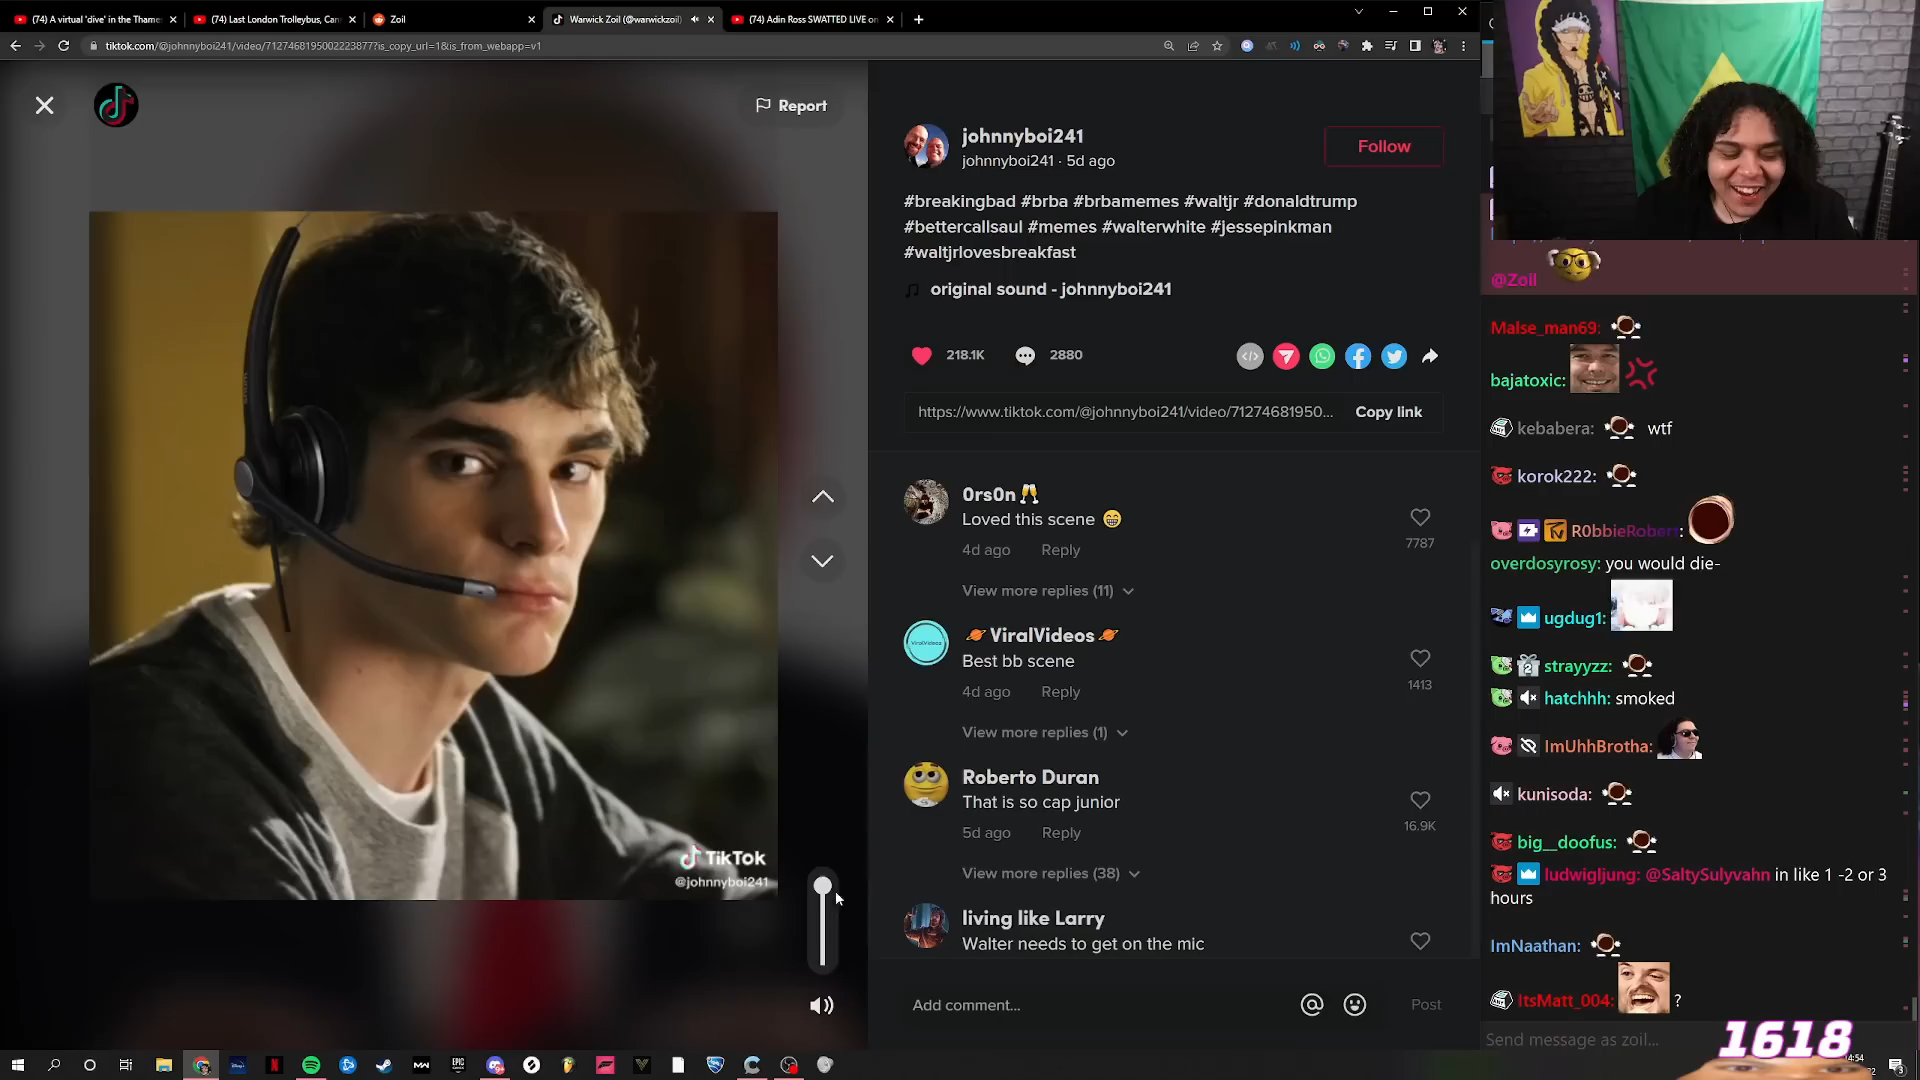 (74) A virtual 'dive' in the Thame
(74) Last London Trolleybus, Can
Zoil
Warwick Zoil (@warwickzoil)
(74) Adin Ross SWATTED LIVE on
tiktok.com/@johnnyboi241/video/7127468195002223877?is_copy_url=1&is_from_webapp=v1
Report
johnnyboi241
johnnyboi241 · 5d ago
Follow
#breakingbad #brba #brbamemes #waltjr #donaldtrump
#bettercallsaul #memes #walterwhite #jessepinkman
#waltjrlovesbreakfast
original sound - johnnyboi241
218.1K
2880
https://www.tiktok.com/@johnnyboi241/video/71274681950...
Copy link
0rs0n
Loved this scene
4d ago Reply
7787
View more replies (11)
ViralVideos
Best bb scene
4d ago Reply
1413
View more replies (1)
Roberto Duran
That is so cap junior
5d ago Reply
16.9K
View more replies (38)
living like Larry
Walter needs to get on the mic
Add comment...
Post
TikTok
@johnnyboi241
@Zoil
Malse_man69:
bajatoxic:
kebabera: wtf
korok222:
R0bbieRober
overdosyrosy: you would die-
ugdug1:
strayyzz:
hatchhh: smoked
ImUhhBrotha:
kunisoda:
big__doofus:
ludwigljung: @SaltySulyvahn in like 1 -2 or 3
hours
ImNaathan:
ItsMatt_004: ?
Send message as zoil...
1618